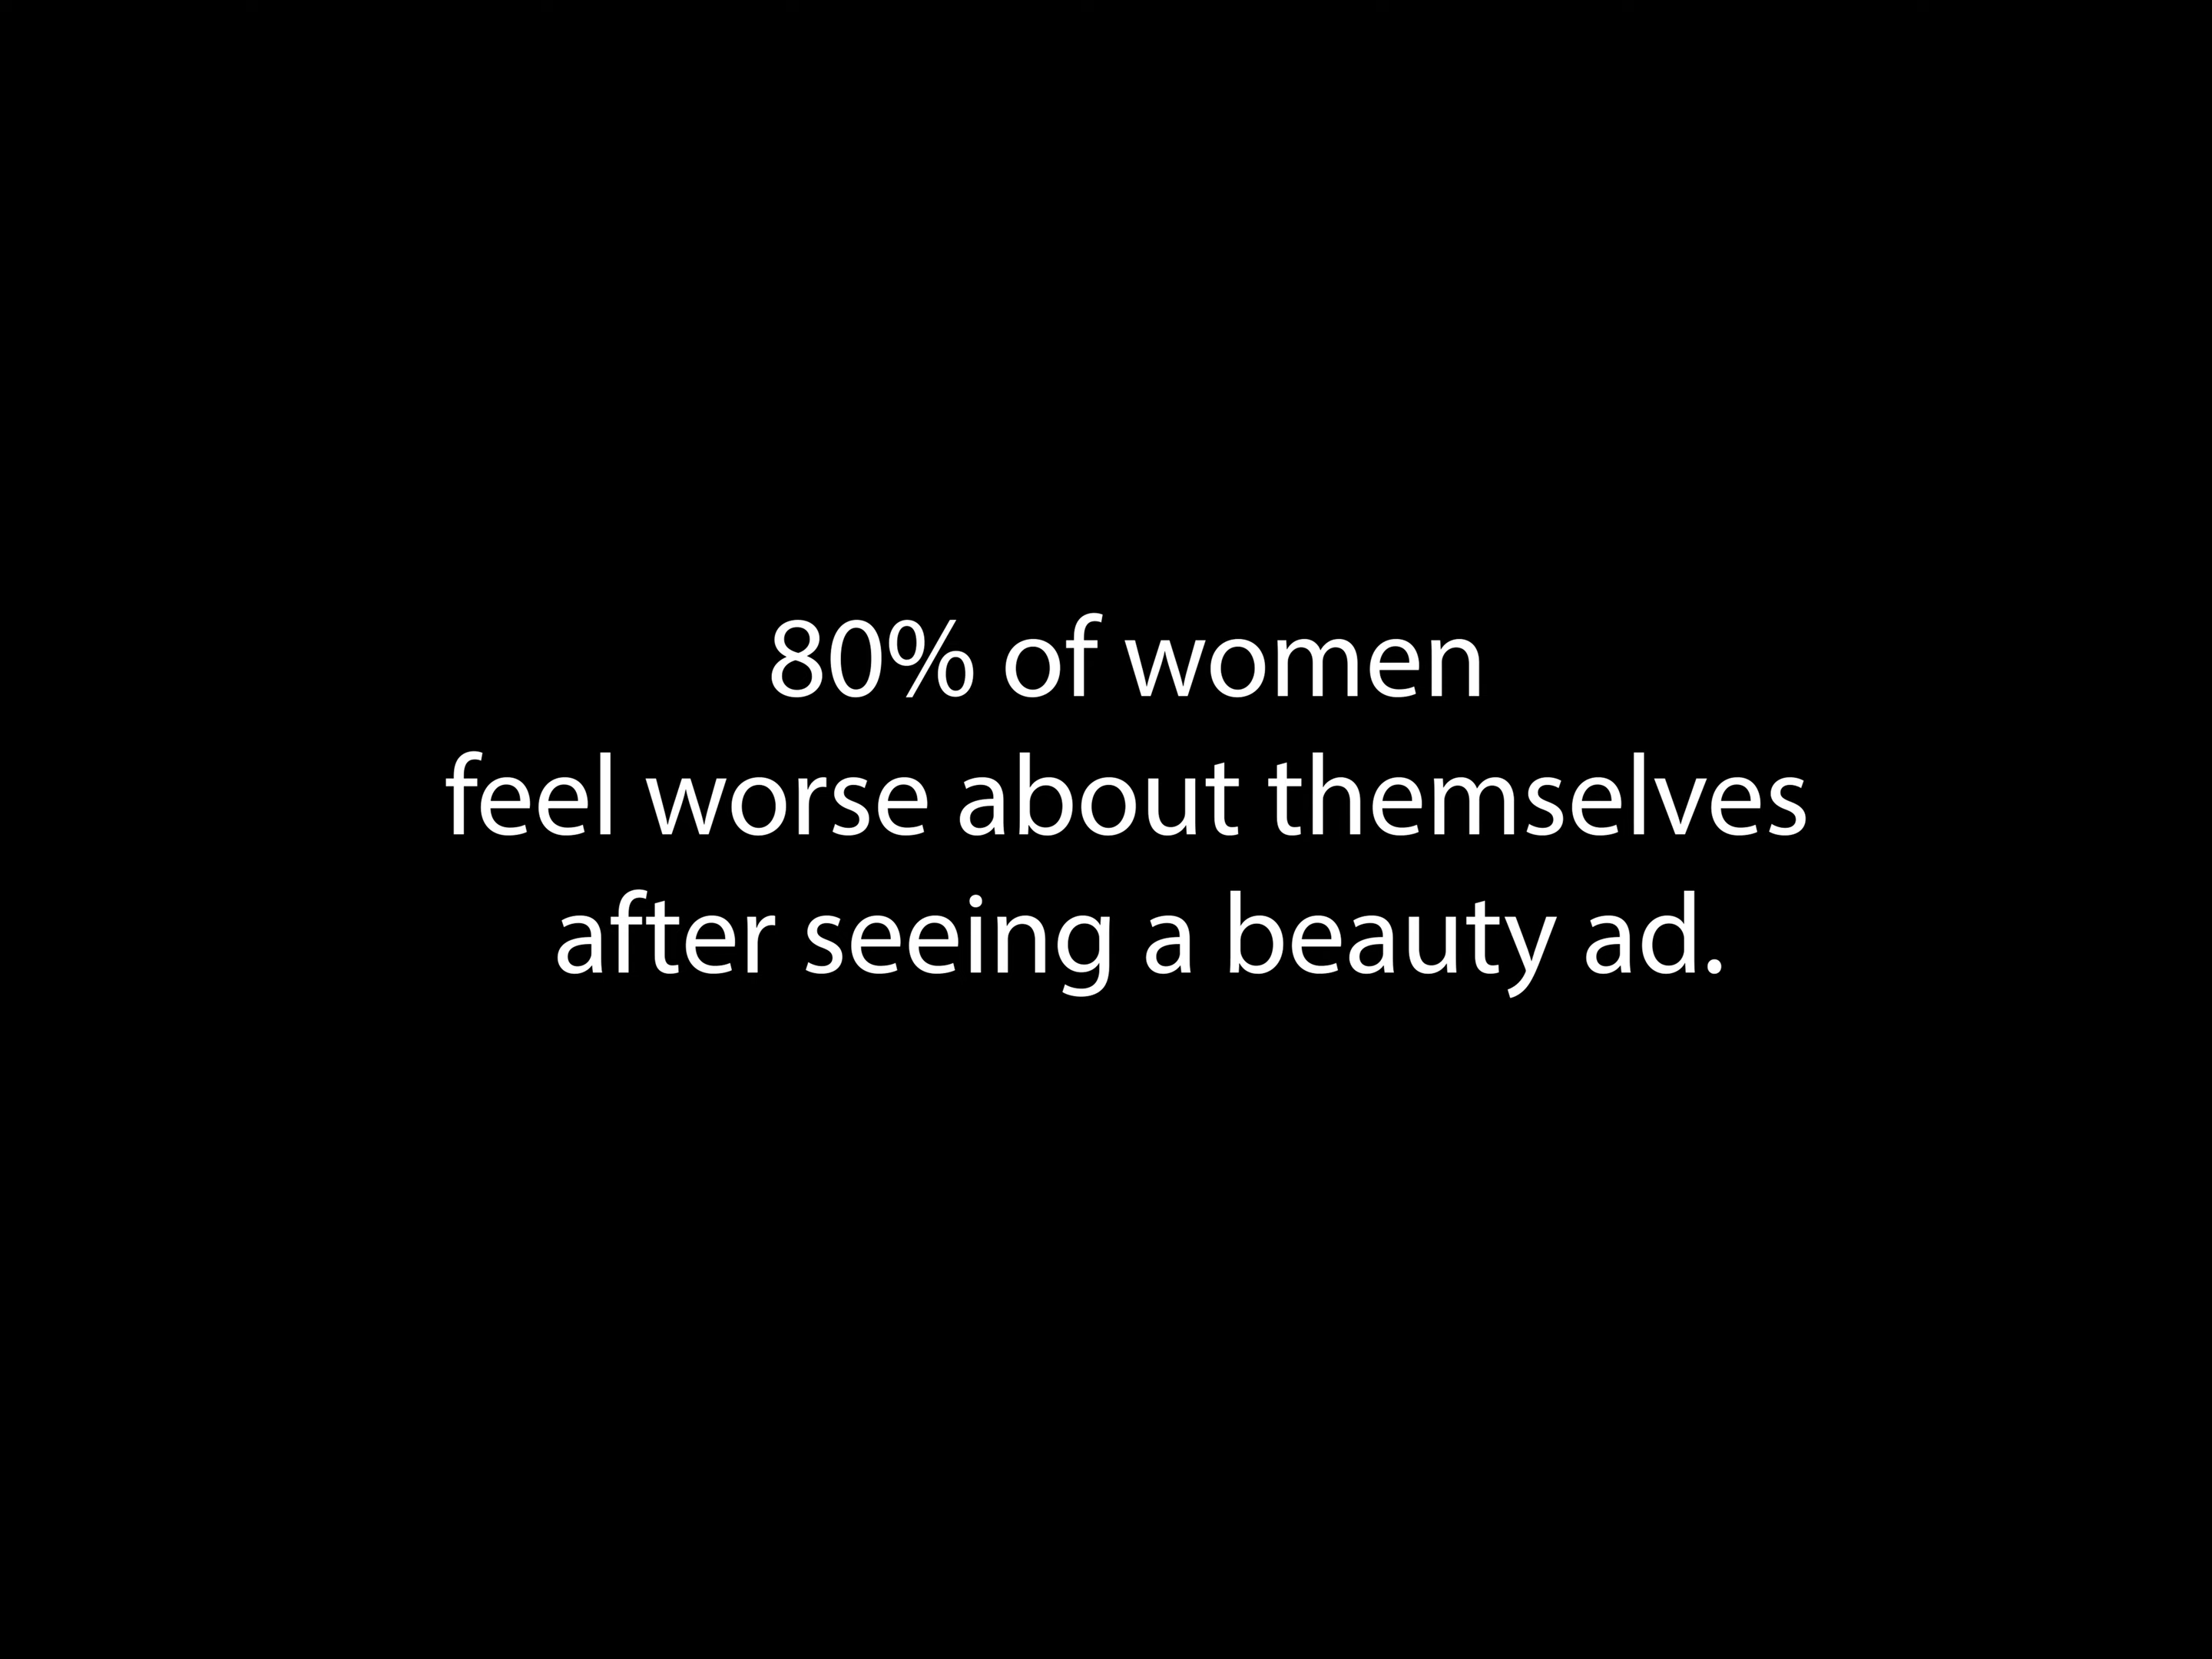 80% of women
feel worse about themselves
after seeing a beauty ad.